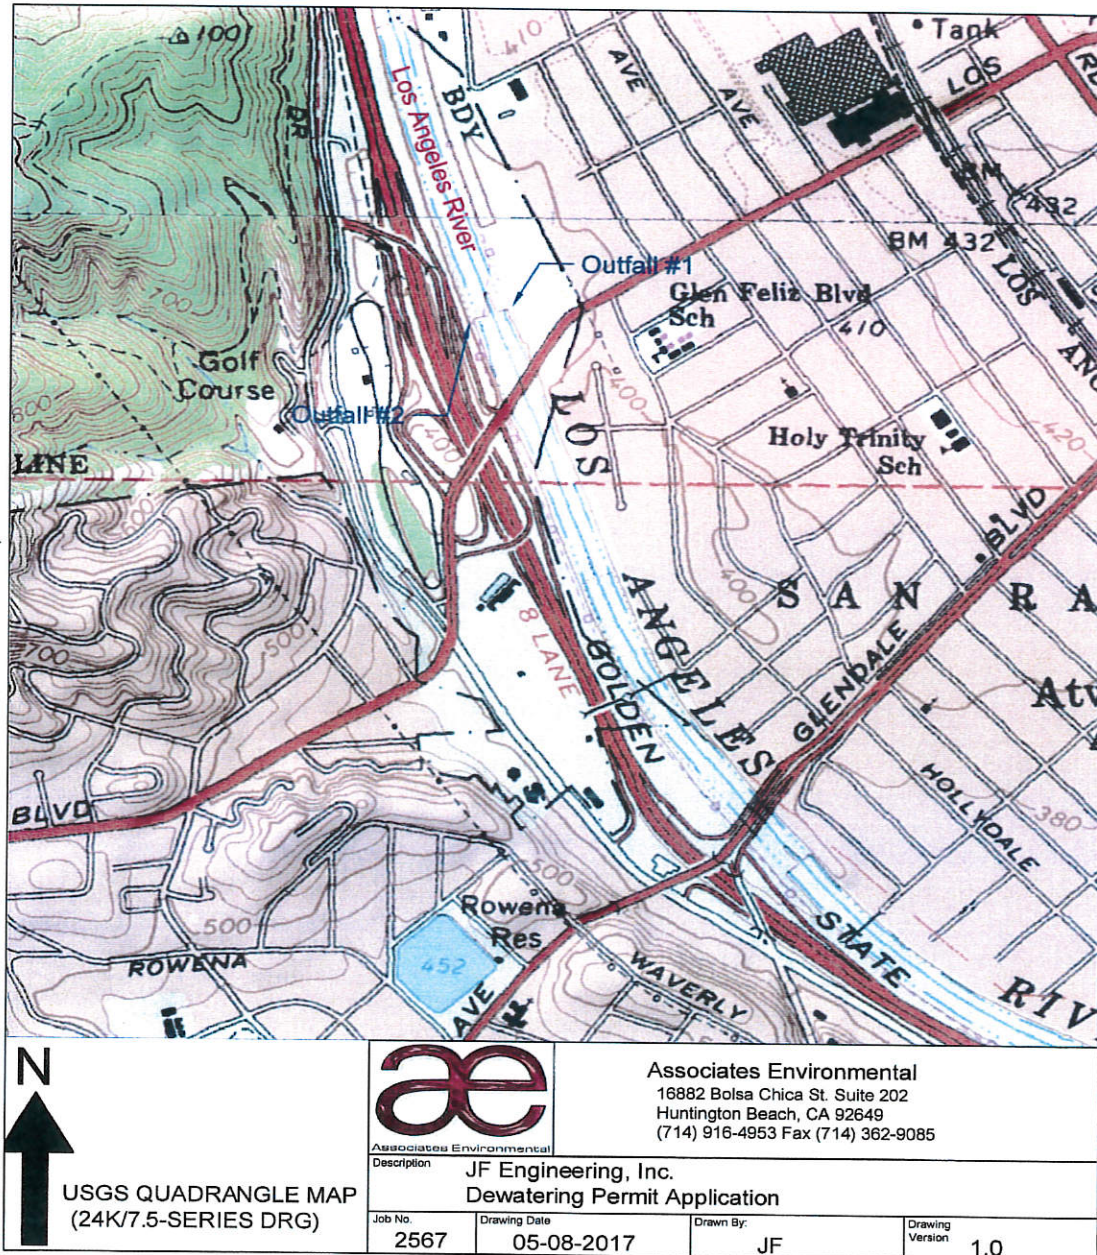 100
410
AVE
AVE
Tank
LOS
DR
BDY
Los Angeles River
BM 432
432
LOS
Outfall #1
Glen Feliz Blvd
Sch
410
700
Golf
Course
800
Outfall #2
400
LOS
400
Holy Trinity
Sch
420
LINE
BLVD
400
SAN RA
ANGELES
500
700
8 LANE
GOLDEN
GLENDALE
HOLLYDALE
380
BLVD
500
Rowena
Res
452
500
ROWENA
AVE
WAVERLY
STATE
RIV
N
USGS QUADRANGLE MAP
(24K/7.5-SERIES DRG)
ae
Associates Environmental
Associates Environmental
16882 Bolsa Chica St. Suite 202
Huntington Beach, CA 92649
(714) 916-4953 Fax (714) 362-9085
Description
JF Engineering, Inc.
Dewatering Permit Application
Job No.
2567
Drawing Date
05-08-2017
Drawn By:
JF
Drawing
Version
1.0